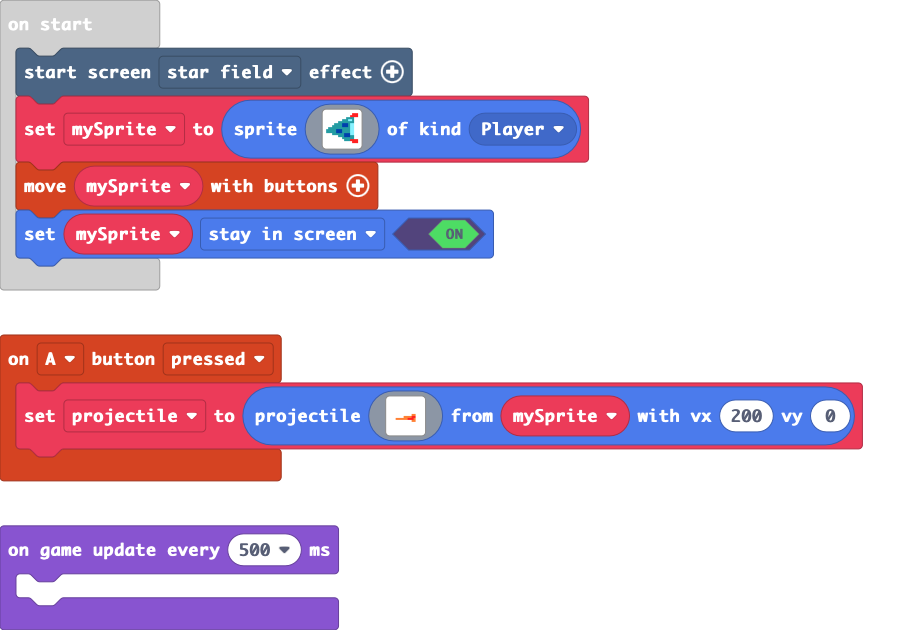 on start
start screen star field effect
set mySprite to sprite of kind Player
move mySprite with buttons
set mySprite stay in screen ON
on A button pressed
set projectile to projectile from mySprite with vx 200 vy 0
on game update every 500 ms